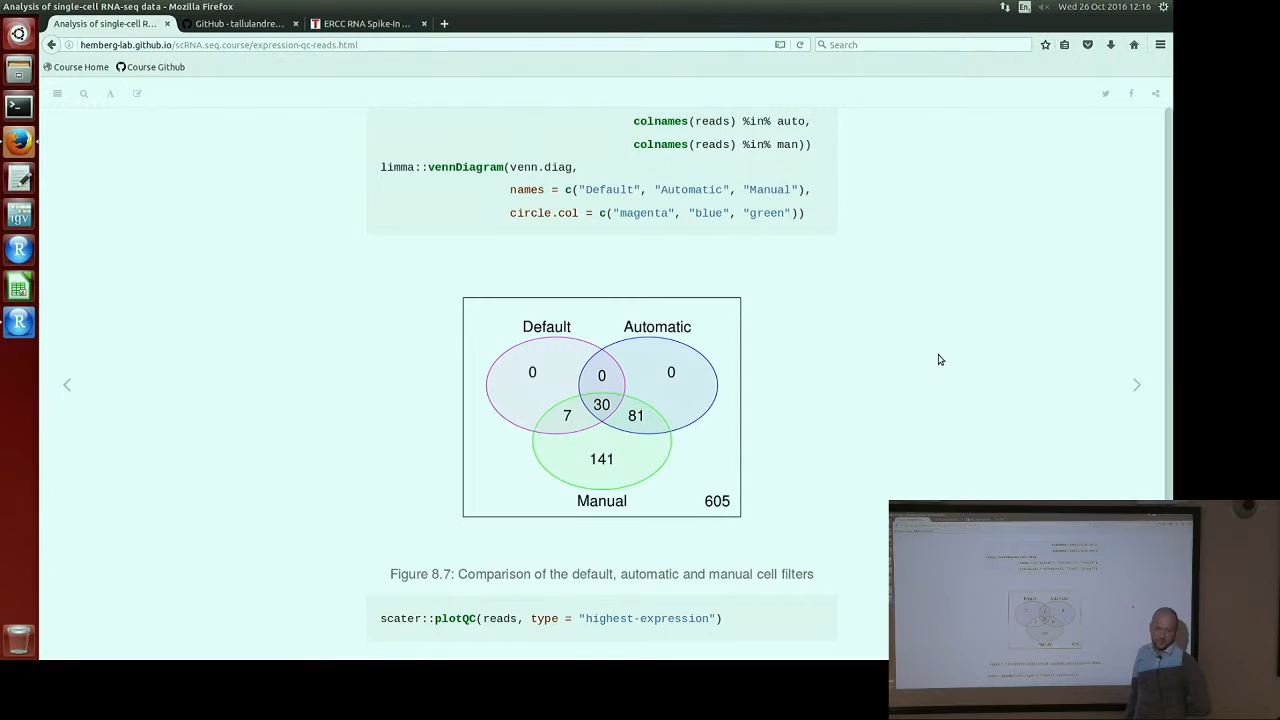 Analysis of single-cell RNA-seq data - Mozilla Firefox
En
Wed 26 Oct 2016 12:16
Analysis of single-cell R... ×
GitHub - tallulandre... ×
ERCC RNA Spike-In ... ×
hemberg-lab.github.io/scRNA.seq.course/expression-qc-reads.html
Search
Course Home
Course Github
A
colnames(reads) %in% auto,
colnames(reads) %in% man))
limma::vennDiagram(venn.diag,
names = c("Default", "Automatic", "Manual"),
circle.col = c("magenta", "blue", "green"))
Default
Automatic
0
0
0
30
7
81
141
Manual
605
Figure 8.7: Comparison of the default, automatic and manual cell filters
scater::plotQC(reads, type = "highest-expression")
igv
R
R